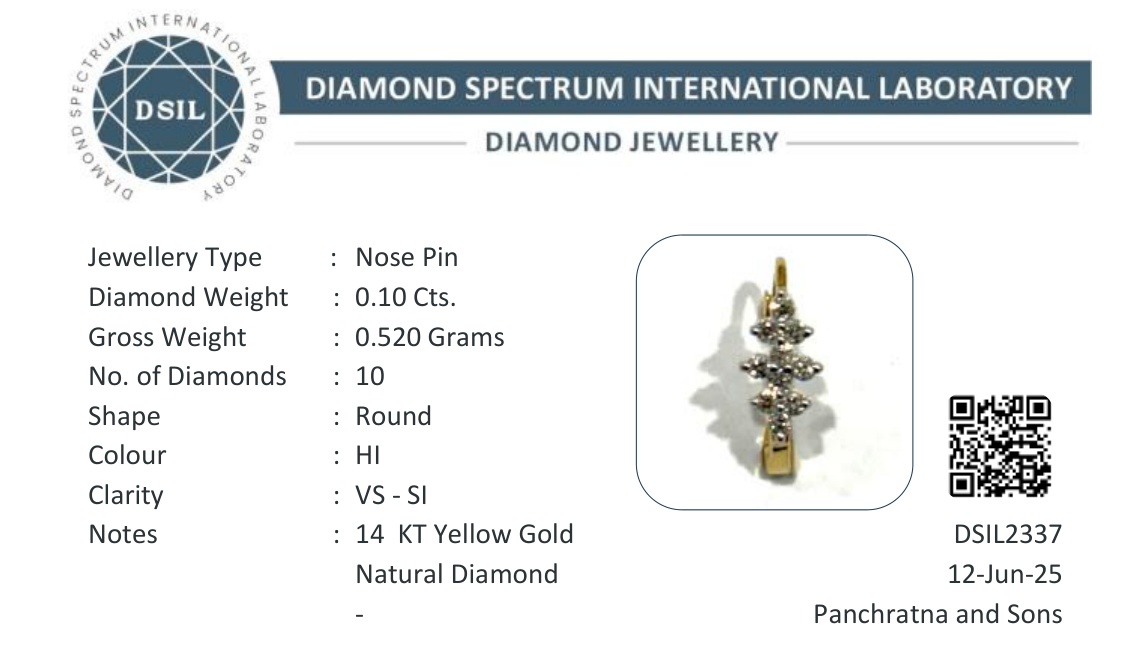 DIAMOND SPECTRUM INTERNATIONAL LABORATORY
DSIL
DIAMOND SPECTRUM INTERNATIONAL LABORATORY
DIAMOND JEWELLERY
Jewellery Type : Nose Pin
Diamond Weight : 0.10 Cts.
Gross Weight : 0.520 Grams
No. of Diamonds : 10
Shape : Round
Colour : HI
Clarity : VS - SI
Notes : 14 KT Yellow Gold
Natural Diamond
-
DSIL2337
12-Jun-25
Panchratna and Sons